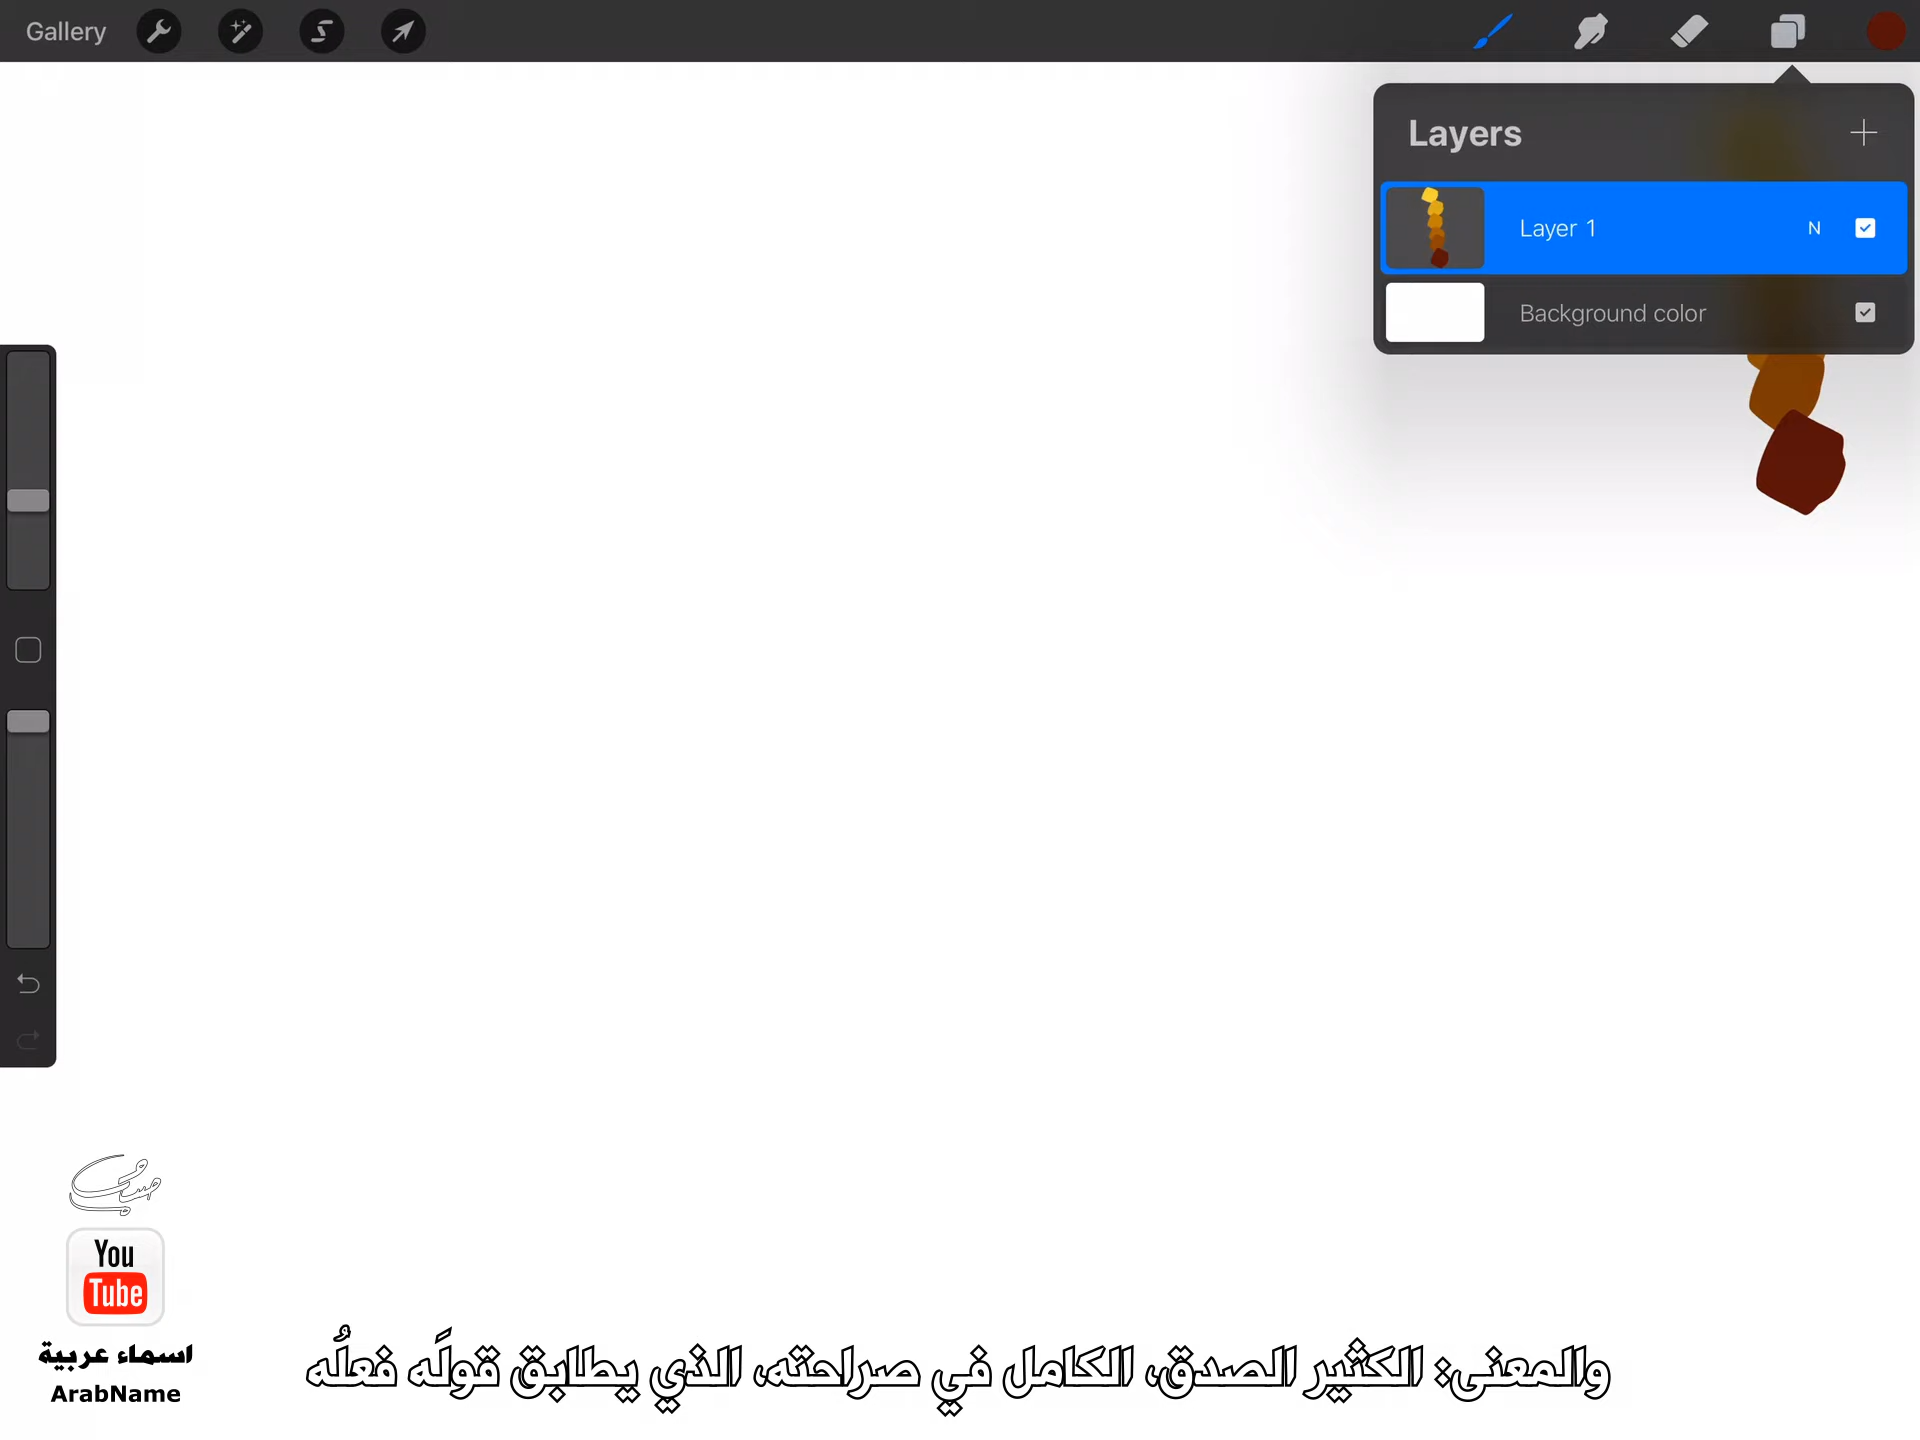 Gallery
Layers
Layer 1 N
Background color
You
Tube
اسماء عربية
ArabName
والمعنى: الكثير الصدق، الكامل في صراحته، الذي يطابق قولَه فعلُه